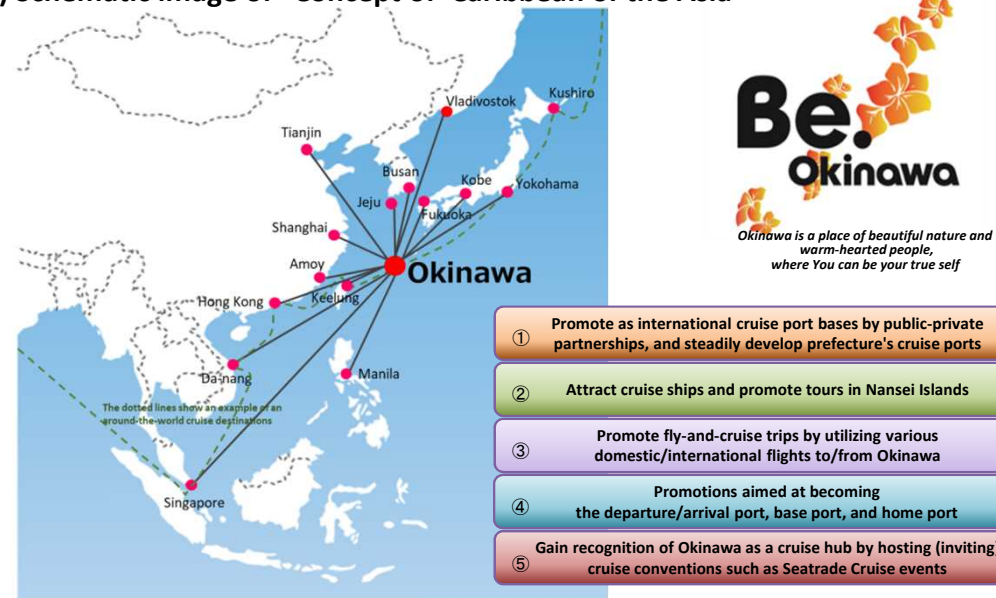 Schematic image of "Concept of 'Caribbean of the Asia'"
Vladivostok
Kushiro
Tianjin
Busan
Kobe
Yokohama
Jeju
Fukuoka
Shanghai
Amoy
Okinawa
Keelung
Hong Kong
Da-nang
Manila
The dotted lines show an example of an
around-the-world cruise destinations
Singapore
Be.
Okinawa
Okinawa is a place of beautiful nature and
warm-hearted people,
where You can be your true self
① Promote as international cruise port bases by public-private
partnerships, and steadily develop prefecture's cruise ports
② Attract cruise ships and promote tours in Nansei Islands
③ Promote fly-and-cruise trips by utilizing various
domestic/international flights to/from Okinawa
④ Promotions aimed at becoming
the departure/arrival port, base port, and home port
⑤ Gain recognition of Okinawa as a cruise hub by hosting (inviting)
cruise conventions such as Seatrade Cruise events